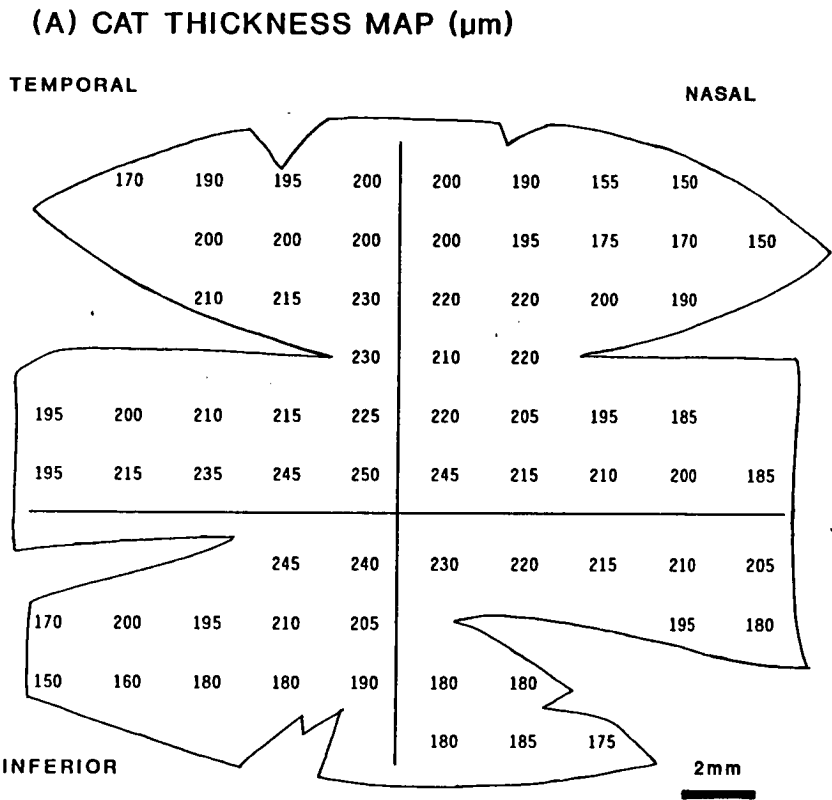 (A) CAT THICKNESS MAP (µm)
TEMPORAL
NASAL
170 190 195 200 200 190 155 150
200 200 200 200 195 175 170 150
210 215 230 220 220 200 190
230 210 220
195 200 210 215 225 220 205 195 185
195 215 235 245 250 245 215 210 200 185
245 240 230 220 215 210 205
170 200 195 210 205 195 180
150 160 180 180 190 180 180
180 185 175
INFERIOR
2mm